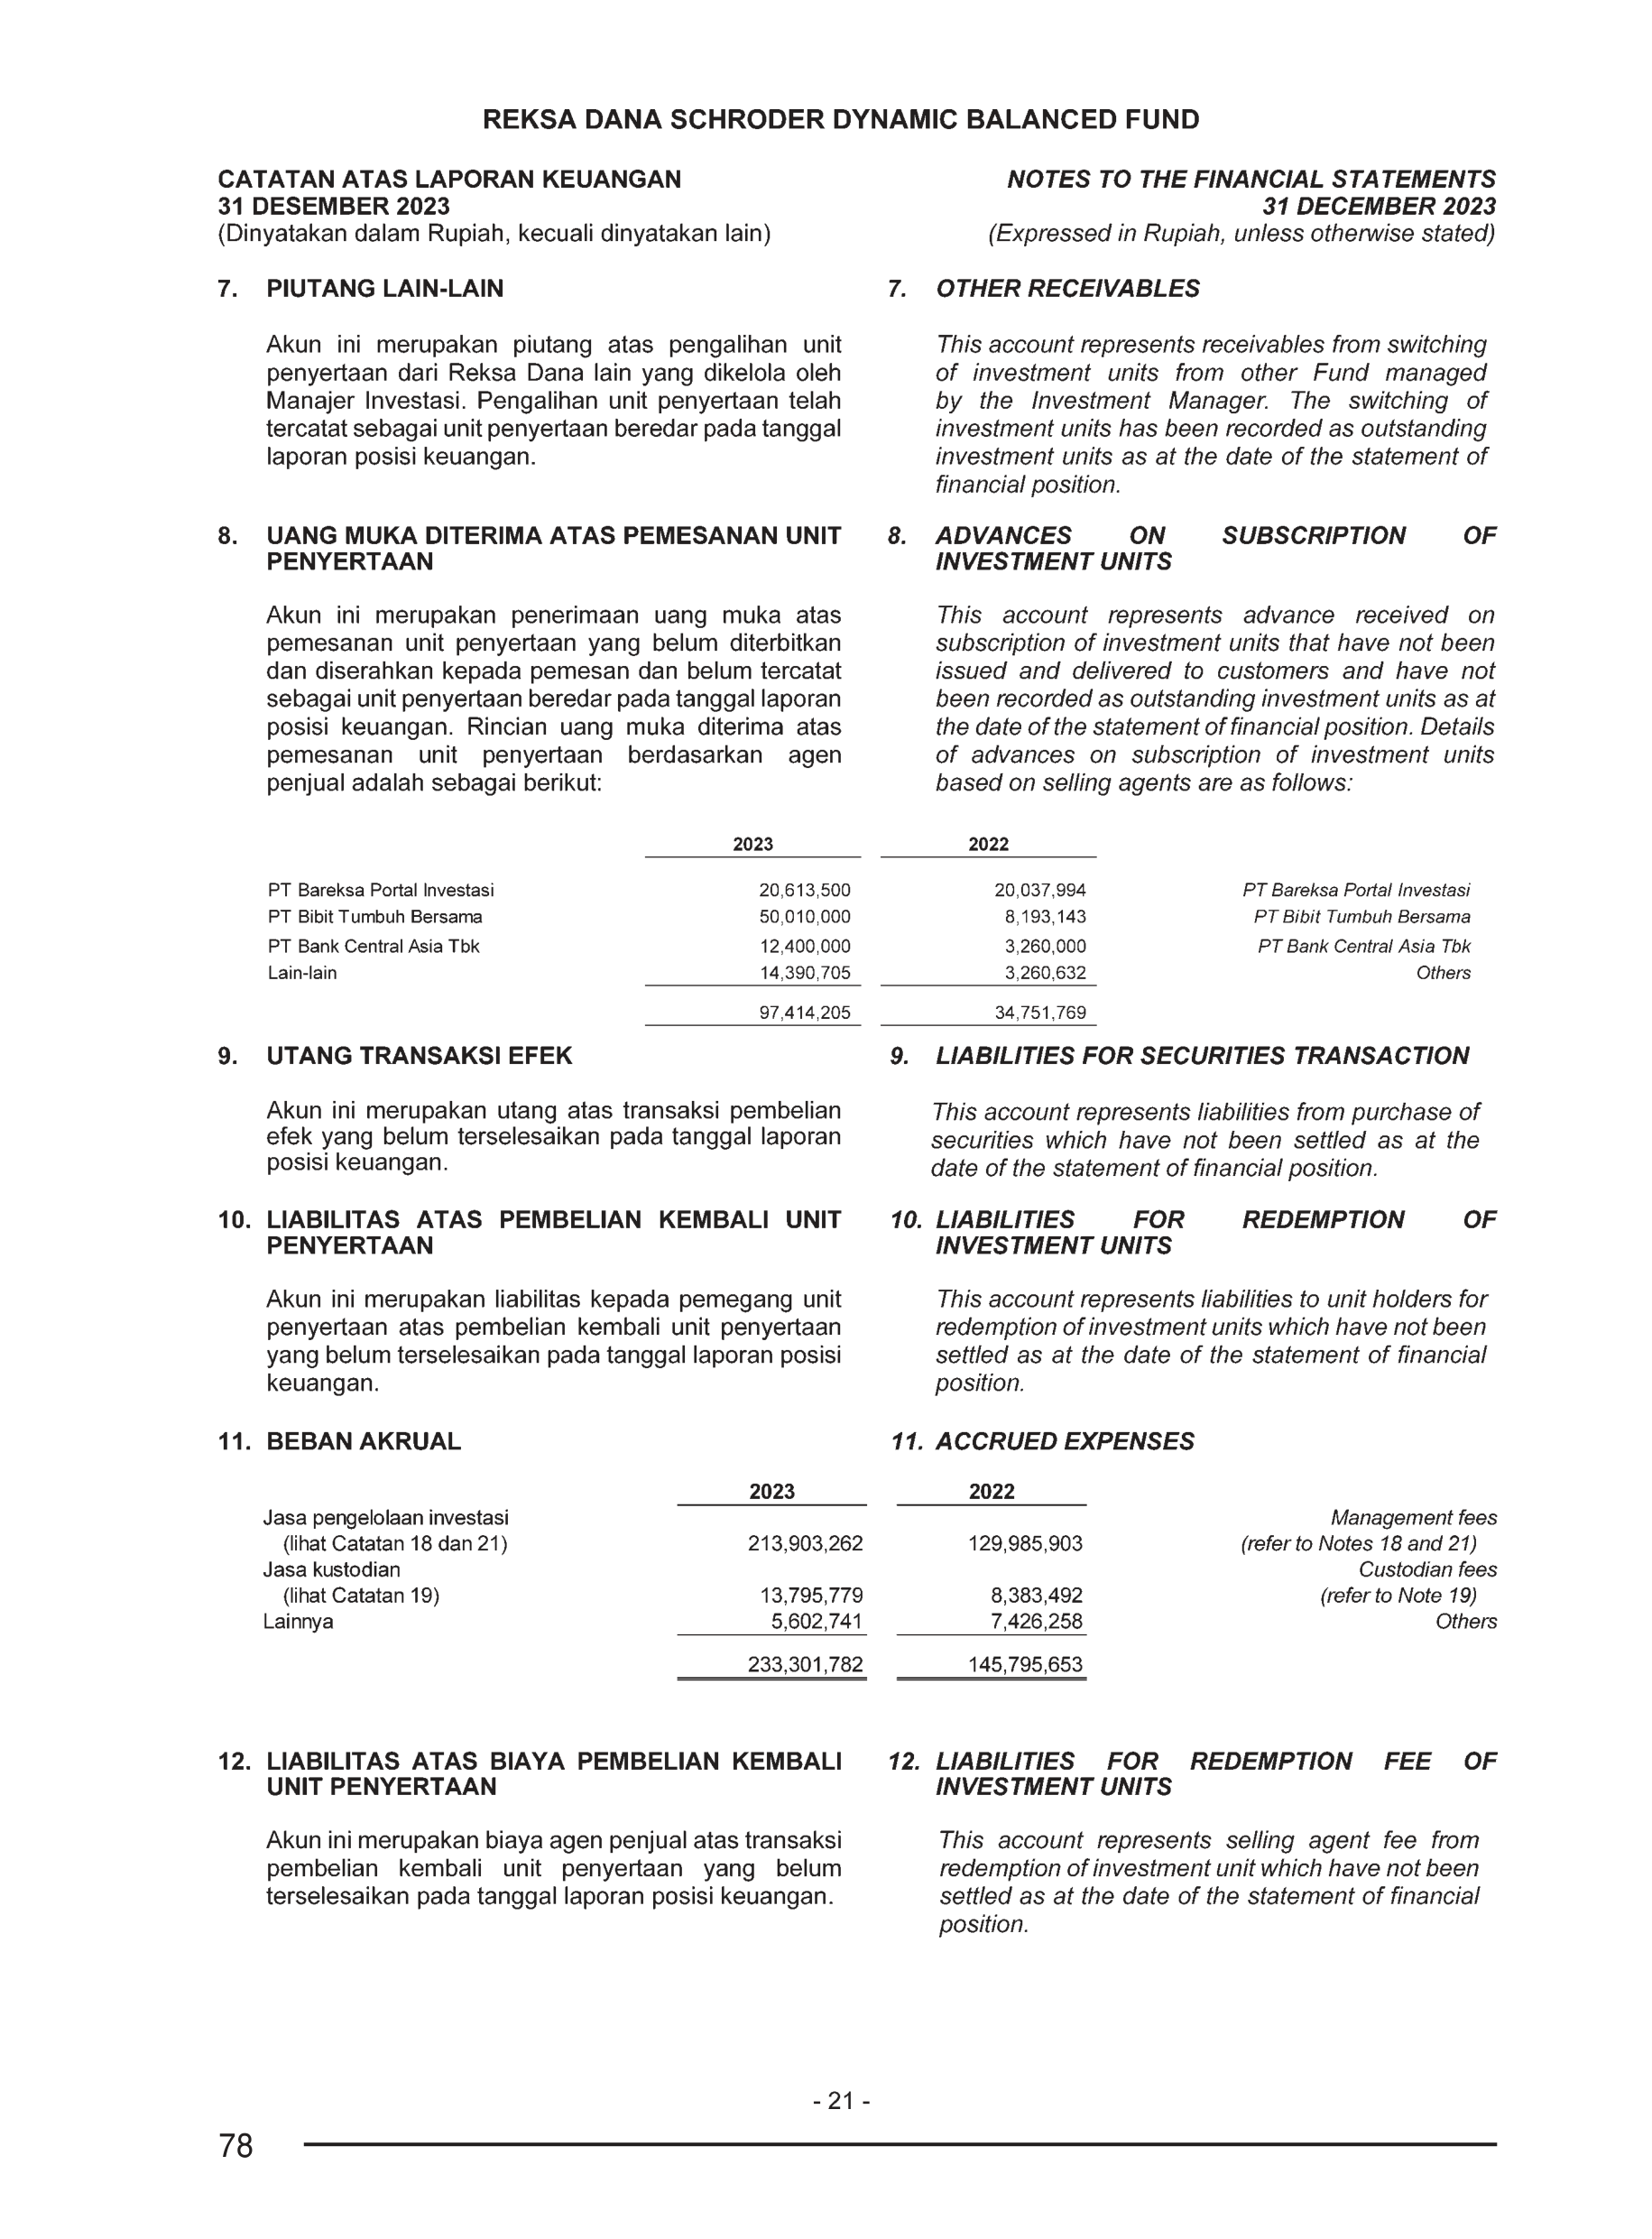 REKSA DANA SCHRODER DYNAMIC BALANCED FUND
CATATAN ATAS LAPORAN KEUANGAN
31 DESEMBER 2023
(Dinyatakan dalam Rupiah, kecuali dinyatakan lain)
NOTES TO THE FINANCIAL STATEMENTS
31 DECEMBER 2023
(Expressed in Rupiah, unless otherwise stated)
7. PIUTANG LAIN-LAIN
Akun ini merupakan piutang atas pengalihan unit
penyertaan dari Reksa Dana lain yang dikelola oleh
Manajer Investasi. Pengalihan unit penyertaan telah
tercatat sebagai unit penyertaan beredar pada tanggal
laporan posisi keuangan.
7. OTHER RECEIVABLES
This account represents receivables from switching
of investment units from other Fund managed
by the Investment Manager. The switching of
investment units has been recorded as outstanding
investment units as at the date of the statement of
financial position.
8. UANG MUKA DITERIMA ATAS PEMESANAN UNIT
PENYERTAAN
Akun ini merupakan penerimaan uang muka atas
pemesanan unit penyertaan yang belum diterbitkan
dan diserahkan kepada pemesan dan belum tercatat
sebagai unit penyertaan beredar pada tanggal laporan
posisi keuangan. Rincian uang muka diterima atas
pemesanan unit penyertaan berdasarkan agen
penjual adalah sebagai berikut:
8. ADVANCES ON SUBSCRIPTION OF
INVESTMENT UNITS
This account represents advance received on
subscription of investment units that have not been
issued and delivered to customers and have not
been recorded as outstanding investment units as at
the date of the statement of financial position. Details
of advances on subscription of investment units
based on selling agents are as follows:
2023 2022
PT Bareksa Portal Investasi 20,613,500 20,037,994 PT Bareksa Portal Investasi
PT Bibit Tumbuh Bersama 50,010,000 8,193,143 PT Bibit Tumbuh Bersama
PT Bank Central Asia Tbk 12,400,000 3,260,000 PT Bank Central Asia Tbk
Lain-lain 14,390,705 3,260,632 Others
97,414,205 34,751,769
9. UTANG TRANSAKSI EFEK
Akun ini merupakan utang atas transaksi pembelian
efek yang belum terselesaikan pada tanggal laporan
posisi keuangan.
9. LIABILITIES FOR SECURITIES TRANSACTION
This account represents liabilities from purchase of
securities which have not been settled as at the
date of the statement of financial position.
10. LIABILITAS ATAS PEMBELIAN KEMBALI UNIT
PENYERTAAN
Akun ini merupakan liabilitas kepada pemegang unit
penyertaan atas pembelian kembali unit penyertaan
yang belum terselesaikan pada tanggal laporan posisi
keuangan.
10. LIABILITIES FOR REDEMPTION OF
INVESTMENT UNITS
This account represents liabilities to unit holders for
redemption of investment units which have not been
settled as at the date of the statement of financial
position.
11. BEBAN AKRUAL
11. ACCRUED EXPENSES
2023 2022
Jasa pengelolaan investasi Management fees
(lihat Catatan 18 dan 21) 213,903,262 129,985,903 (refer to Notes 18 and 21)
Jasa kustodian Custodian fees
(lihat Catatan 19) 13,795,779 8,383,492 (refer to Note 19)
Lainnya 5,602,741 7,426,258 Others
233,301,782 145,795,653
12. LIABILITAS ATAS BIAYA PEMBELIAN KEMBALI
UNIT PENYERTAAN
Akun ini merupakan biaya agen penjual atas transaksi
pembelian kembali unit penyertaan yang belum
terselesaikan pada tanggal laporan posisi keuangan.
12. LIABILITIES FOR REDEMPTION FEE OF
INVESTMENT UNITS
This account represents selling agent fee from
redemption of investment unit which have not been
settled as at the date of the statement of financial
position.
- 21 -
78